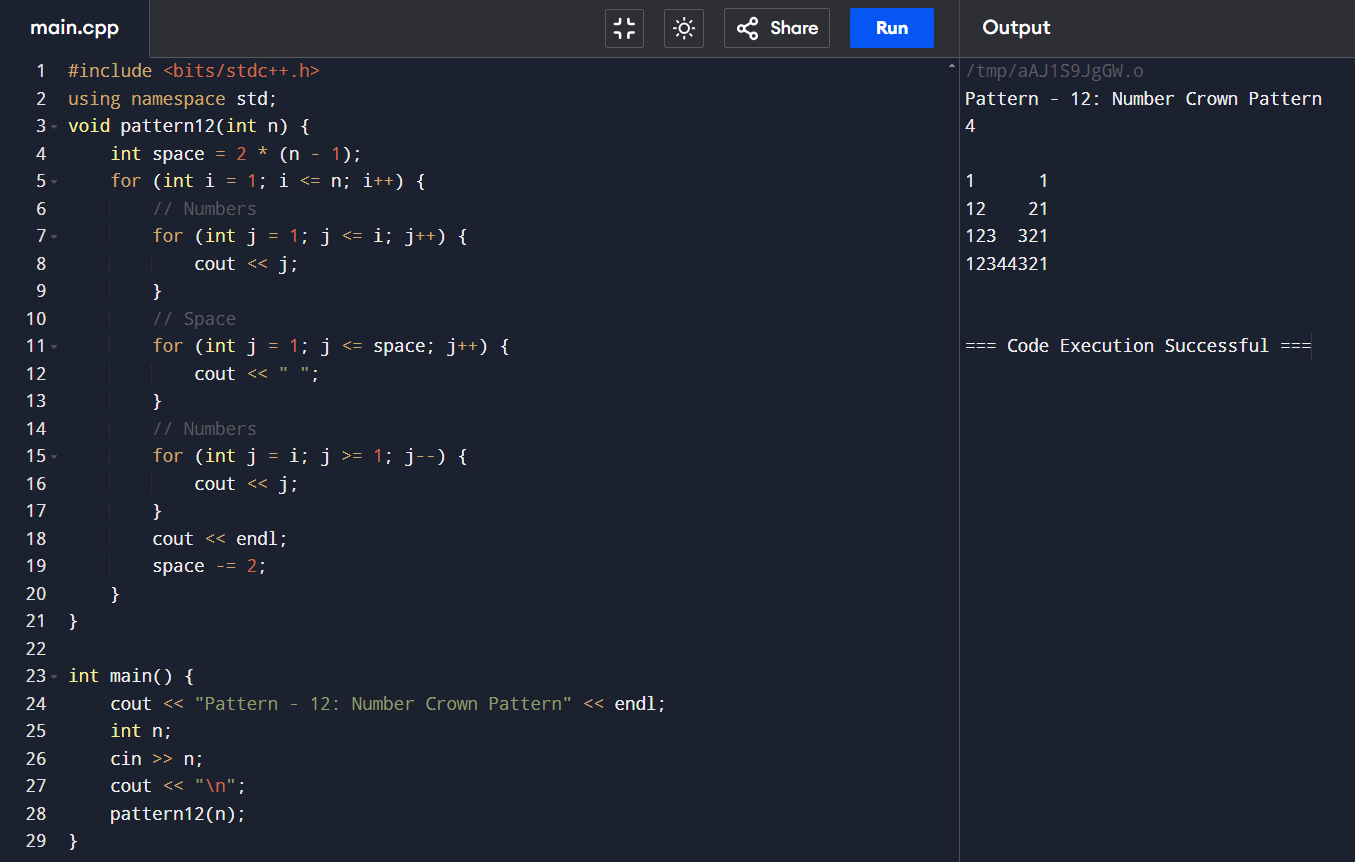 main.cpp
Share
Run
Output
1 #include <bits/stdc++.h>
2 using namespace std;
3 void pattern12(int n) {
4     int space = 2 * (n - 1);
5     for (int i = 1; i <= n; i++) {
6         // Numbers
7         for (int j = 1; j <= i; j++) {
8             cout << j;
9         }
10         // Space
11         for (int j = 1; j <= space; j++) {
12             cout << " ";
13         }
14         // Numbers
15         for (int j = i; j >= 1; j--) {
16             cout << j;
17         }
18         cout << endl;
19         space -= 2;
20     }
21 }
22
23 int main() {
24     cout << "Pattern - 12: Number Crown Pattern" << endl;
25     int n;
26     cin >> n;
27     cout << "\n";
28     pattern12(n);
29 }
/tmp/aAJ1S9JgGW.o
Pattern - 12: Number Crown Pattern
4
1      1
12    21
123  321
12344321
=== Code Execution Successful ===